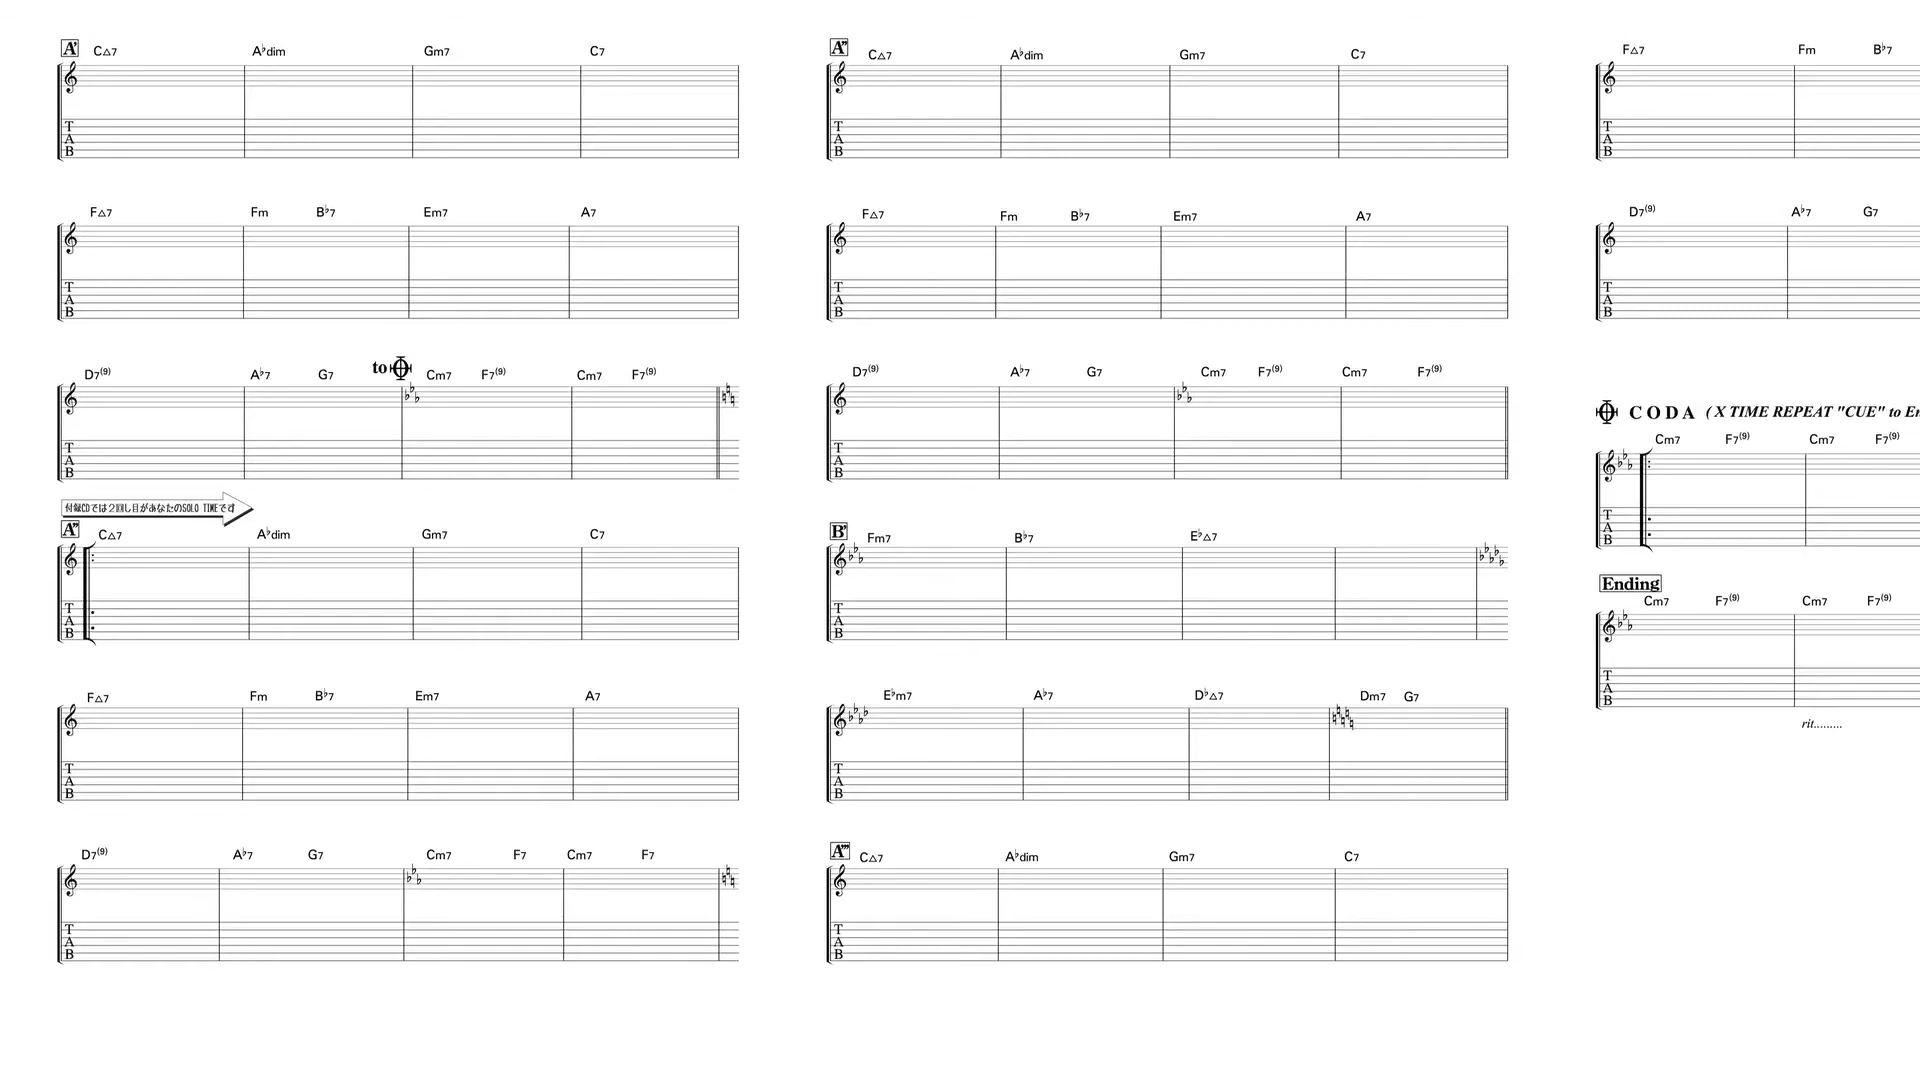 A' C△7 A♭dim Gm7 C7
T
A
B
F△7 Fm B♭7 Em7 A7
T
A
B
D7(9) A♭7 G7 to Cm7 F7(9) Cm7 F7(9)
T
A
B
付録CDでは2回し目があなたのSOLO TIMEです
A'' C△7 A♭dim Gm7 C7
T
A
B
F△7 Fm B♭7 Em7 A7
T
A
B
D7(9) A♭7 G7 Cm7 F7 Cm7 F7
T
A
B
A'' C△7 A♭dim Gm7 C7
T
A
B
F△7 Fm B♭7 Em7 A7
T
A
B
D7(9) A♭7 G7 Cm7 F7(9) Cm7 F7(9)
T
A
B
B' Fm7 B♭7 E♭△7
T
A
B
E♭m7 A♭7 D♭△7 Dm7 G7
T
A
B
A''' C△7 A♭dim Gm7 C7
T
A
B
F△7 Fm B♭7
T
A
B
D7(9) A♭7 G7
T
A
B
CODA (X TIME REPEAT "CUE" to En
Cm7 F7(9) Cm7 F7(9)
T
A
B
Ending
Cm7 F7(9) Cm7 F7(9)
T
A
B
rit.........